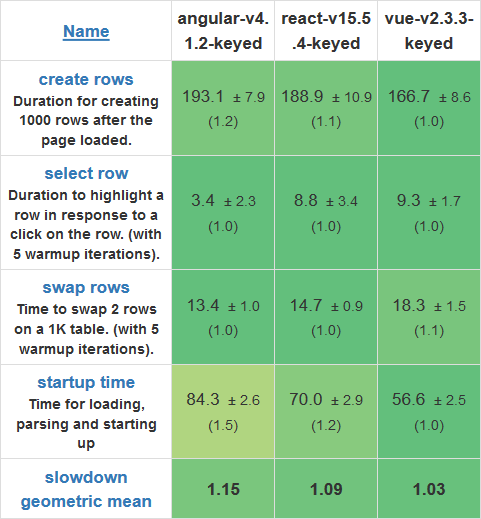 Name
angular-v4.
1.2-keyed
react-v15.5
.4-keyed
vue-v2.3.3-
keyed
create rows
Duration for creating
1000 rows after the
page loaded.
193.1 ± 7.9
(1.2)
188.9 ± 10.9
(1.1)
166.7 ± 8.6
(1.0)
select row
Duration to highlight a
row in response to a
click on the row. (with
5 warmup iterations).
3.4 ± 2.3
(1.0)
8.8 ± 3.4
(1.0)
9.3 ± 1.7
(1.0)
swap rows
Time to swap 2 rows
on a 1K table. (with 5
warmup iterations).
13.4 ± 1.0
(1.0)
14.7 ± 0.9
(1.0)
18.3 ± 1.5
(1.1)
startup time
Time for loading,
parsing and starting
up
84.3 ± 2.6
(1.5)
70.0 ± 2.9
(1.2)
56.6 ± 2.5
(1.0)
slowdown
geometric mean
1.15
1.09
1.03